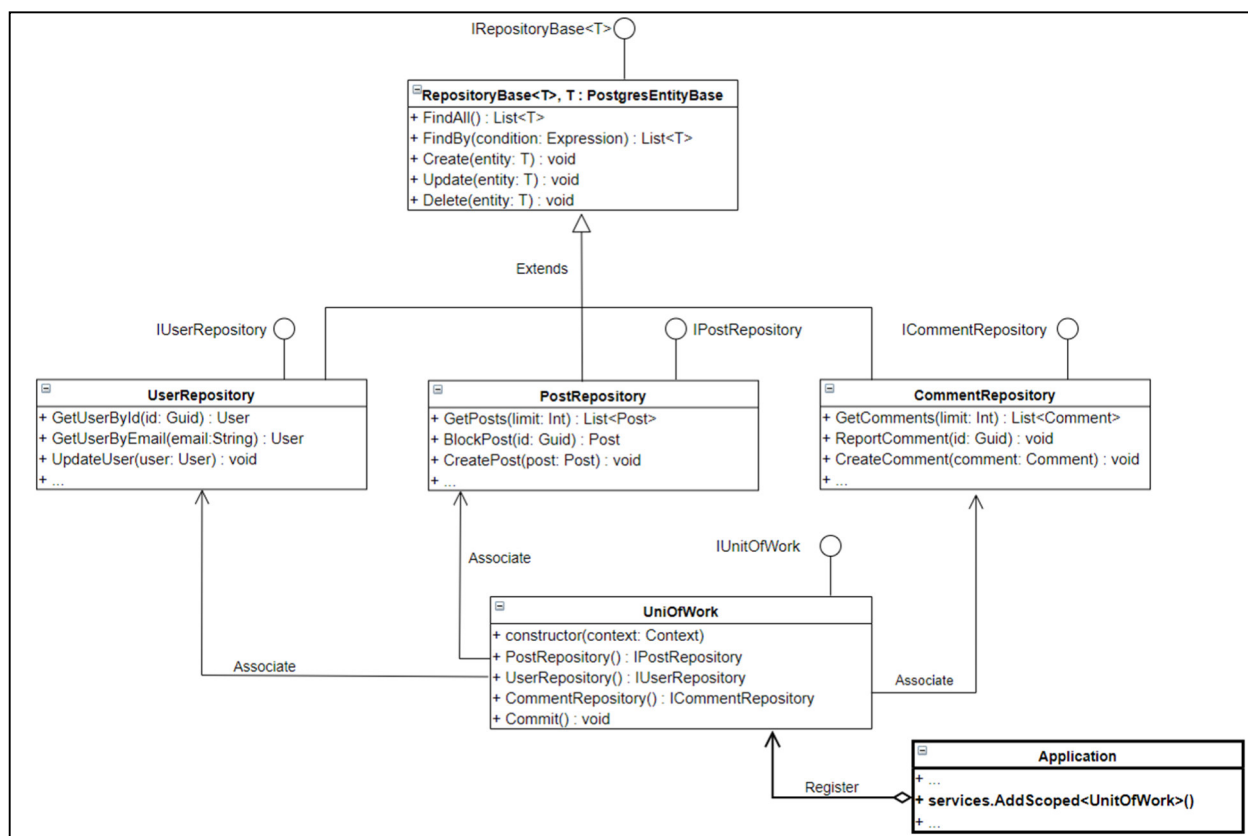 IRepositoryBase<T>
RepositoryBase<T>, T : PostgresEntityBase
+ FindAll() : List<T>
+ FindBy(condition: Expression) : List<T>
+ Create(entity: T) : void
+ Update(entity: T) : void
+ Delete(entity: T) : void
Extends
IUserRepository
IPostRepository
ICommentRepository
UserRepository
+ GetUserById(id: Guid) : User
+ GetUserByEmail(email:String) : User
+ UpdateUser(user: User) : void
+ ...
PostRepository
+ GetPosts(limit: Int) : List<Post>
+ BlockPost(id: Guid) : Post
+ CreatePost(post: Post) : void
+ ...
CommentRepository
+ GetComments(limit: Int) : List<Comment>
+ ReportComment(id: Guid) : void
+ CreateComment(comment: Comment) : void
+ ...
Associate
IUnitOfWork
UniOfWork
+ constructor(context: Context)
+ PostRepository() : IPostRepository
+ UserRepository() : IUserRepository
+ CommentRepository() : ICommentRepository
+ Commit() : void
Associate
Associate
Register
Application
+ ...
+ services.AddScoped<UnitOfWork>()
+ ...